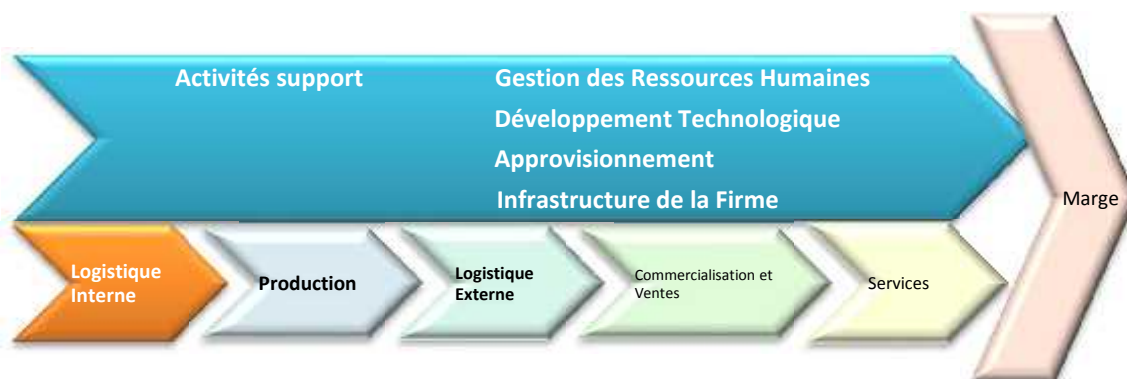 Activités support
Gestion des Ressources Humaines
Développement Technologique
Approvisionnement
Infrastructure de la Firme
Marge
Logistique
Interne
Production
Logistique
Externe
Commercialisation et
Ventes
Services